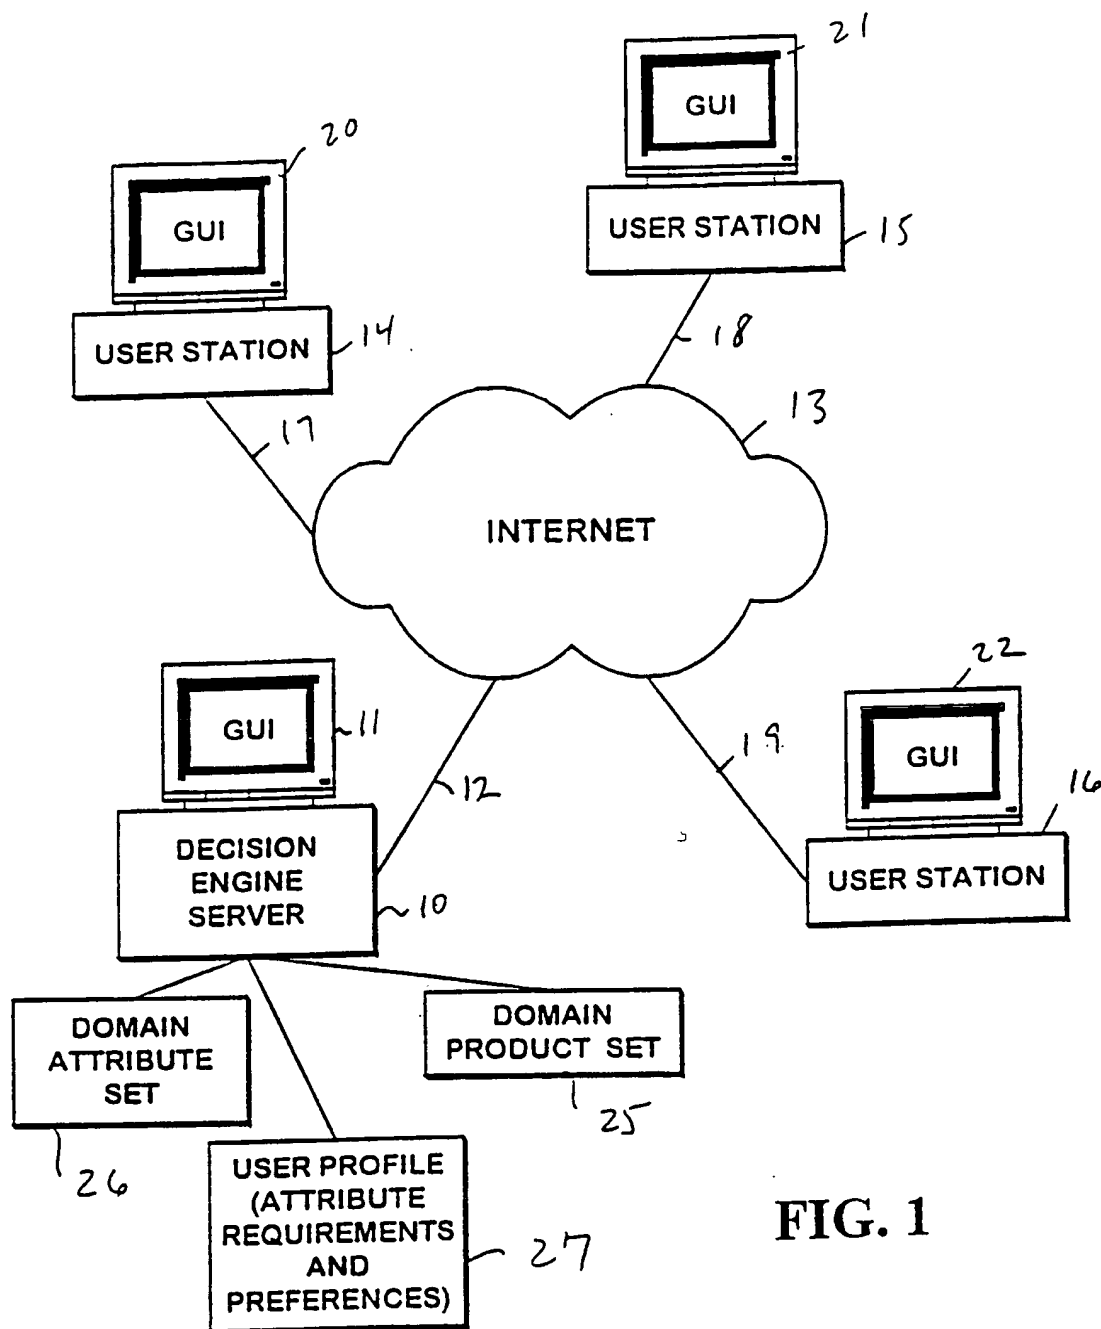 21
GUI
20
USER STATION
15
GUI
18
USER STATION
14
13
17
INTERNET
22
GUI
11
19
GUI
12
16
DECISION
ENGINE
SERVER
10
USER STATION
DOMAIN
ATTRIBUTE
SET
26
DOMAIN
PRODUCT SET
25
USER PROFILE
(ATTRIBUTE
REQUIREMENTS
AND
PREFERENCES)
27
FIG. 1